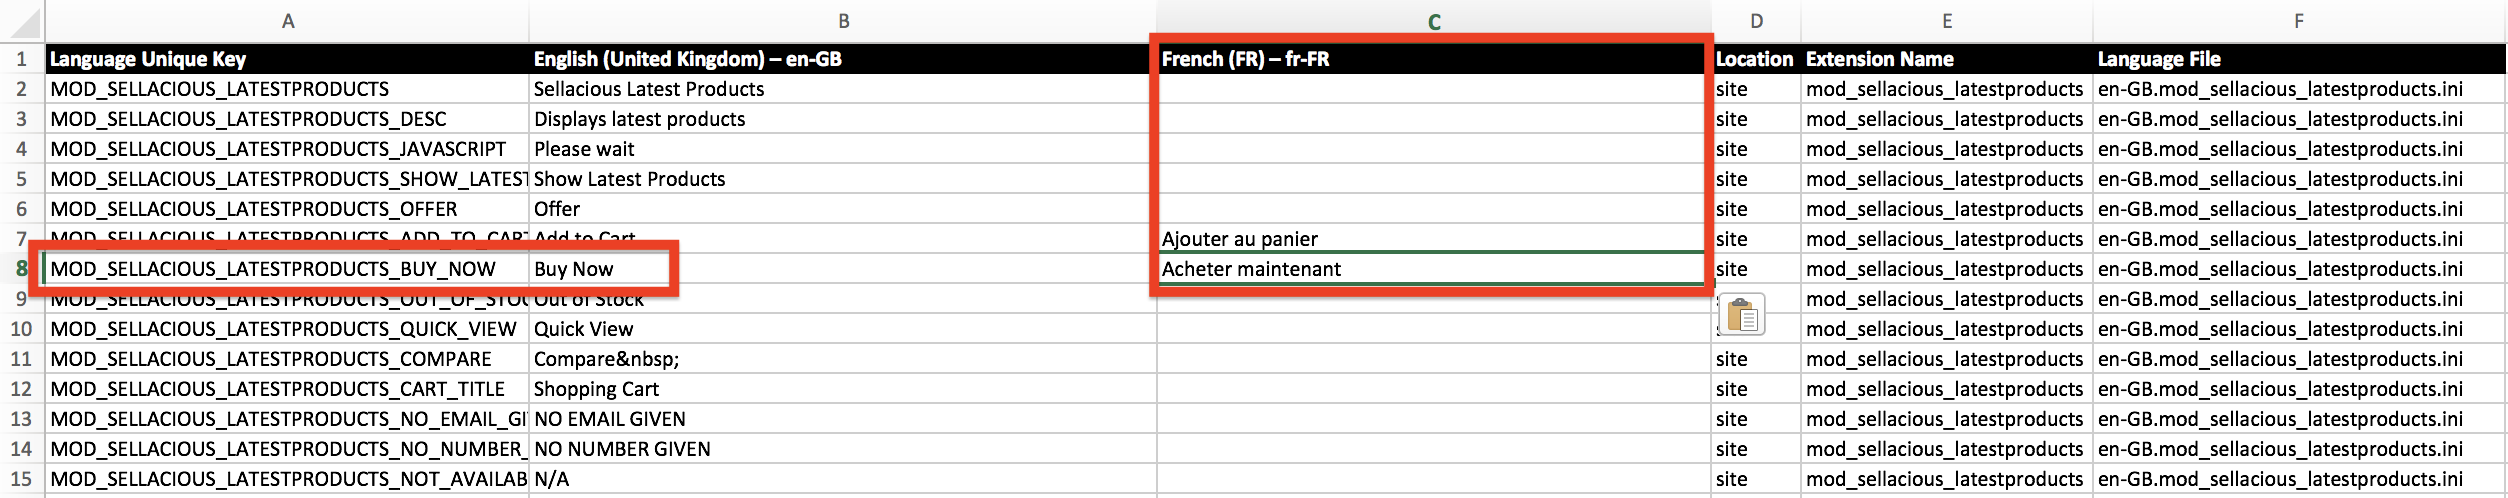 A B C D E F
1 Language Unique Key English (United Kingdom) – en-GB French (FR) – fr-FR Location Extension Name Language File
2 MOD_SELLACIOUS_LATESTPRODUCTS Sellacious Latest Products site mod_sellacious_latestproducts en-GB.mod_sellacious_latestproducts.ini
3 MOD_SELLACIOUS_LATESTPRODUCTS_DESC Displays latest products site mod_sellacious_latestproducts en-GB.mod_sellacious_latestproducts.ini
4 MOD_SELLACIOUS_LATESTPRODUCTS_JAVASCRIPT Please wait site mod_sellacious_latestproducts en-GB.mod_sellacious_latestproducts.ini
5 MOD_SELLACIOUS_LATESTPRODUCTS_SHOW_LATEST Show Latest Products site mod_sellacious_latestproducts en-GB.mod_sellacious_latestproducts.ini
6 MOD_SELLACIOUS_LATESTPRODUCTS_OFFER Offer site mod_sellacious_latestproducts en-GB.mod_sellacious_latestproducts.ini
7 MOD_SELLACIOUS_LATESTPRODUCTS_ADD_TO_CART Add to Cart Ajouter au panier site mod_sellacious_latestproducts en-GB.mod_sellacious_latestproducts.ini
8 MOD_SELLACIOUS_LATESTPRODUCTS_BUY_NOW Buy Now Acheter maintenant site mod_sellacious_latestproducts en-GB.mod_sellacious_latestproducts.ini
9 MOD_SELLACIOUS_LATESTPRODUCTS_OUT_OF_STOC Out of Stock mod_sellacious_latestproducts en-GB.mod_sellacious_latestproducts.ini
10 MOD_SELLACIOUS_LATESTPRODUCTS_QUICK_VIEW Quick View mod_sellacious_latestproducts en-GB.mod_sellacious_latestproducts.ini
11 MOD_SELLACIOUS_LATESTPRODUCTS_COMPARE Compare&nbsp; site mod_sellacious_latestproducts en-GB.mod_sellacious_latestproducts.ini
12 MOD_SELLACIOUS_LATESTPRODUCTS_CART_TITLE Shopping Cart site mod_sellacious_latestproducts en-GB.mod_sellacious_latestproducts.ini
13 MOD_SELLACIOUS_LATESTPRODUCTS_NO_EMAIL_GI NO EMAIL GIVEN site mod_sellacious_latestproducts en-GB.mod_sellacious_latestproducts.ini
14 MOD_SELLACIOUS_LATESTPRODUCTS_NO_NUMBER_ NO NUMBER GIVEN site mod_sellacious_latestproducts en-GB.mod_sellacious_latestproducts.ini
15 MOD_SELLACIOUS_LATESTPRODUCTS_NOT_AVAILAB N/A site mod_sellacious_latestproducts en-GB.mod_sellacious_latestproducts.ini